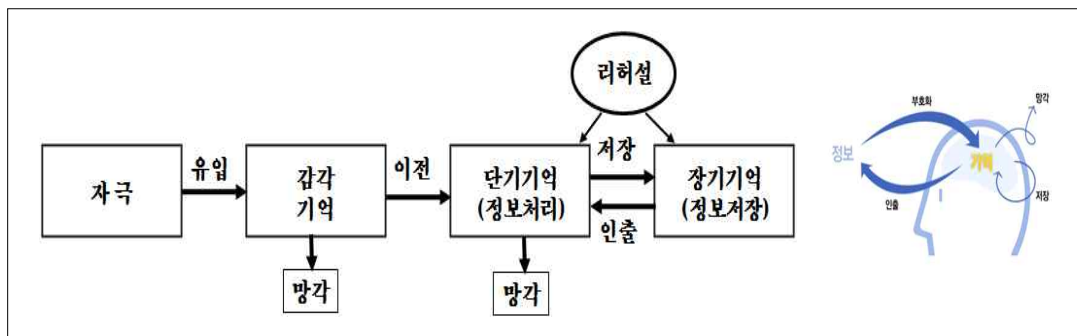 리허설
자극
유입
감각
기억
이전
단기기억
(정보처리)
저장
인출
장기기억
(정보저장)
망각
망각
부호화
망각
정보
기억
저장
인출